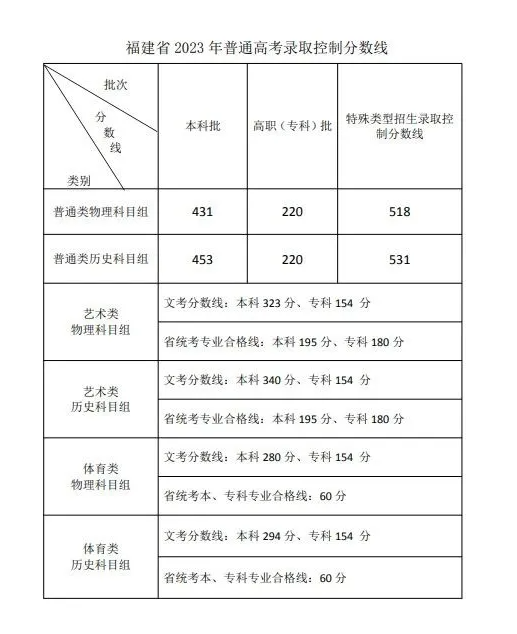 福建省 2023 年普通高考录取控制分数线
批次
分
数
线
类别
本科批
高职（专科）批
特殊类型招生录取控
制分数线
普通类物理科目组
431
220
518
普通类历史科目组
453
220
531
艺术类
物理科目组
文考分数线：本科 323 分、专科 154 分
省统考专业合格线：本科 195 分、专科 180 分
艺术类
历史科目组
文考分数线：本科 340 分、专科 154 分
省统考专业合格线：本科 195 分、专科 180 分
体育类
物理科目组
文考分数线：本科 280 分、专科 154 分
省统考本、专科专业合格线：60 分
体育类
历史科目组
文考分数线：本科 294 分、专科 154 分
省统考本、专科专业合格线：60 分